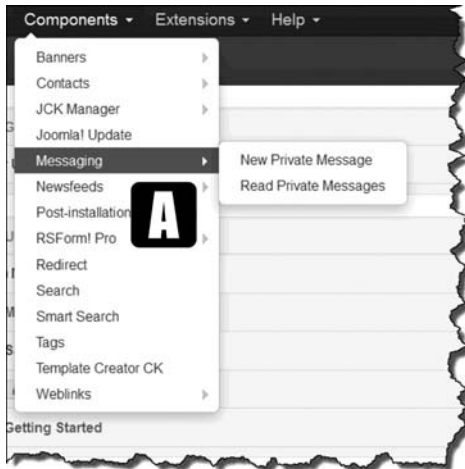 Components Extensions Help
Banners
Contacts
JCK Manager
Joomla! Update
Messaging
New Private Message
Newsfeeds
Read Private Messages
Post-installation
A
RSForm! Pro
Redirect
Search
Smart Search
Tags
Template Creator CK
Weblinks
Getting Started